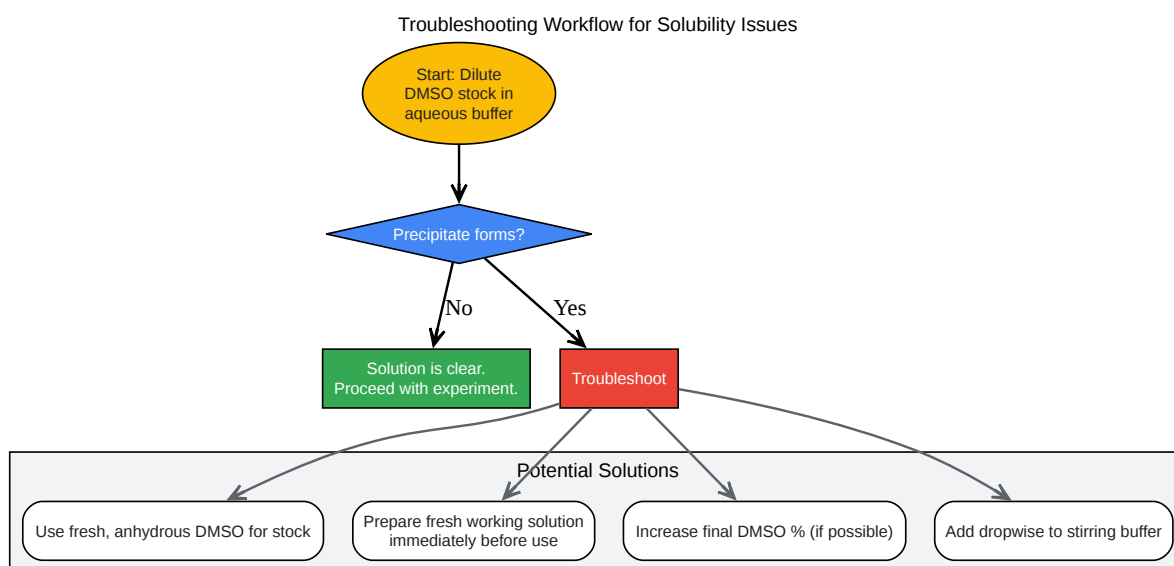 Troubleshooting Workflow for Solubility Issues
Start: Dilute
DMSO stock in
aqueous buffer
Precipitate forms?
No
Yes
Solution is clear.
Proceed with experiment.
Troubleshoot
Potential Solutions
Use fresh, anhydrous DMSO for stock
Prepare fresh working solution
immediately before use
Increase final DMSO % (if possible)
Add dropwise to stirring buffer